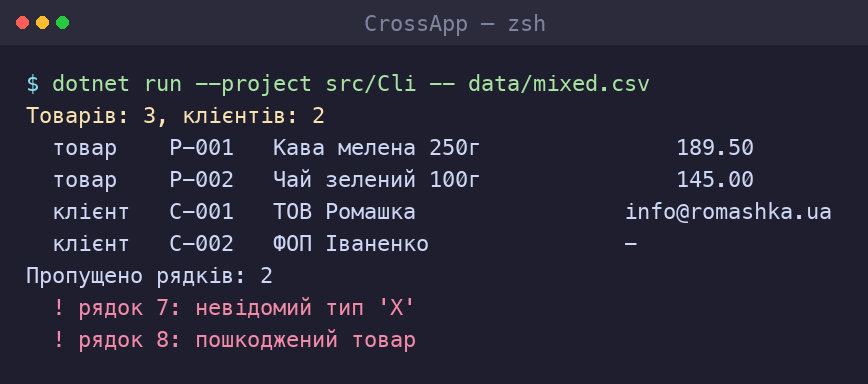 CrossApp — zsh
$ dotnet run --project src/Cli -- data/mixed.csv
Товарів: 3, клієнтів: 2
  товар    P-001   Кава мелена 250г               189.50
  товар    P-002   Чай зелений 100г               145.00
  клієнт   C-001   ТОВ Ромашка                info@romashka.ua
  клієнт   C-002   ФОП Іваненко               —
Пропущено рядків: 2
  ! рядок 7: невідомий тип 'X'
  ! рядок 8: пошкоджений товар